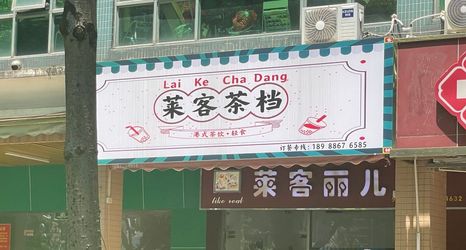 Lai Ke Cha Dang
莱客茶档
港式茶饮·轻食
订餐专线: 189 8867 6585
莱客丽儿
like real